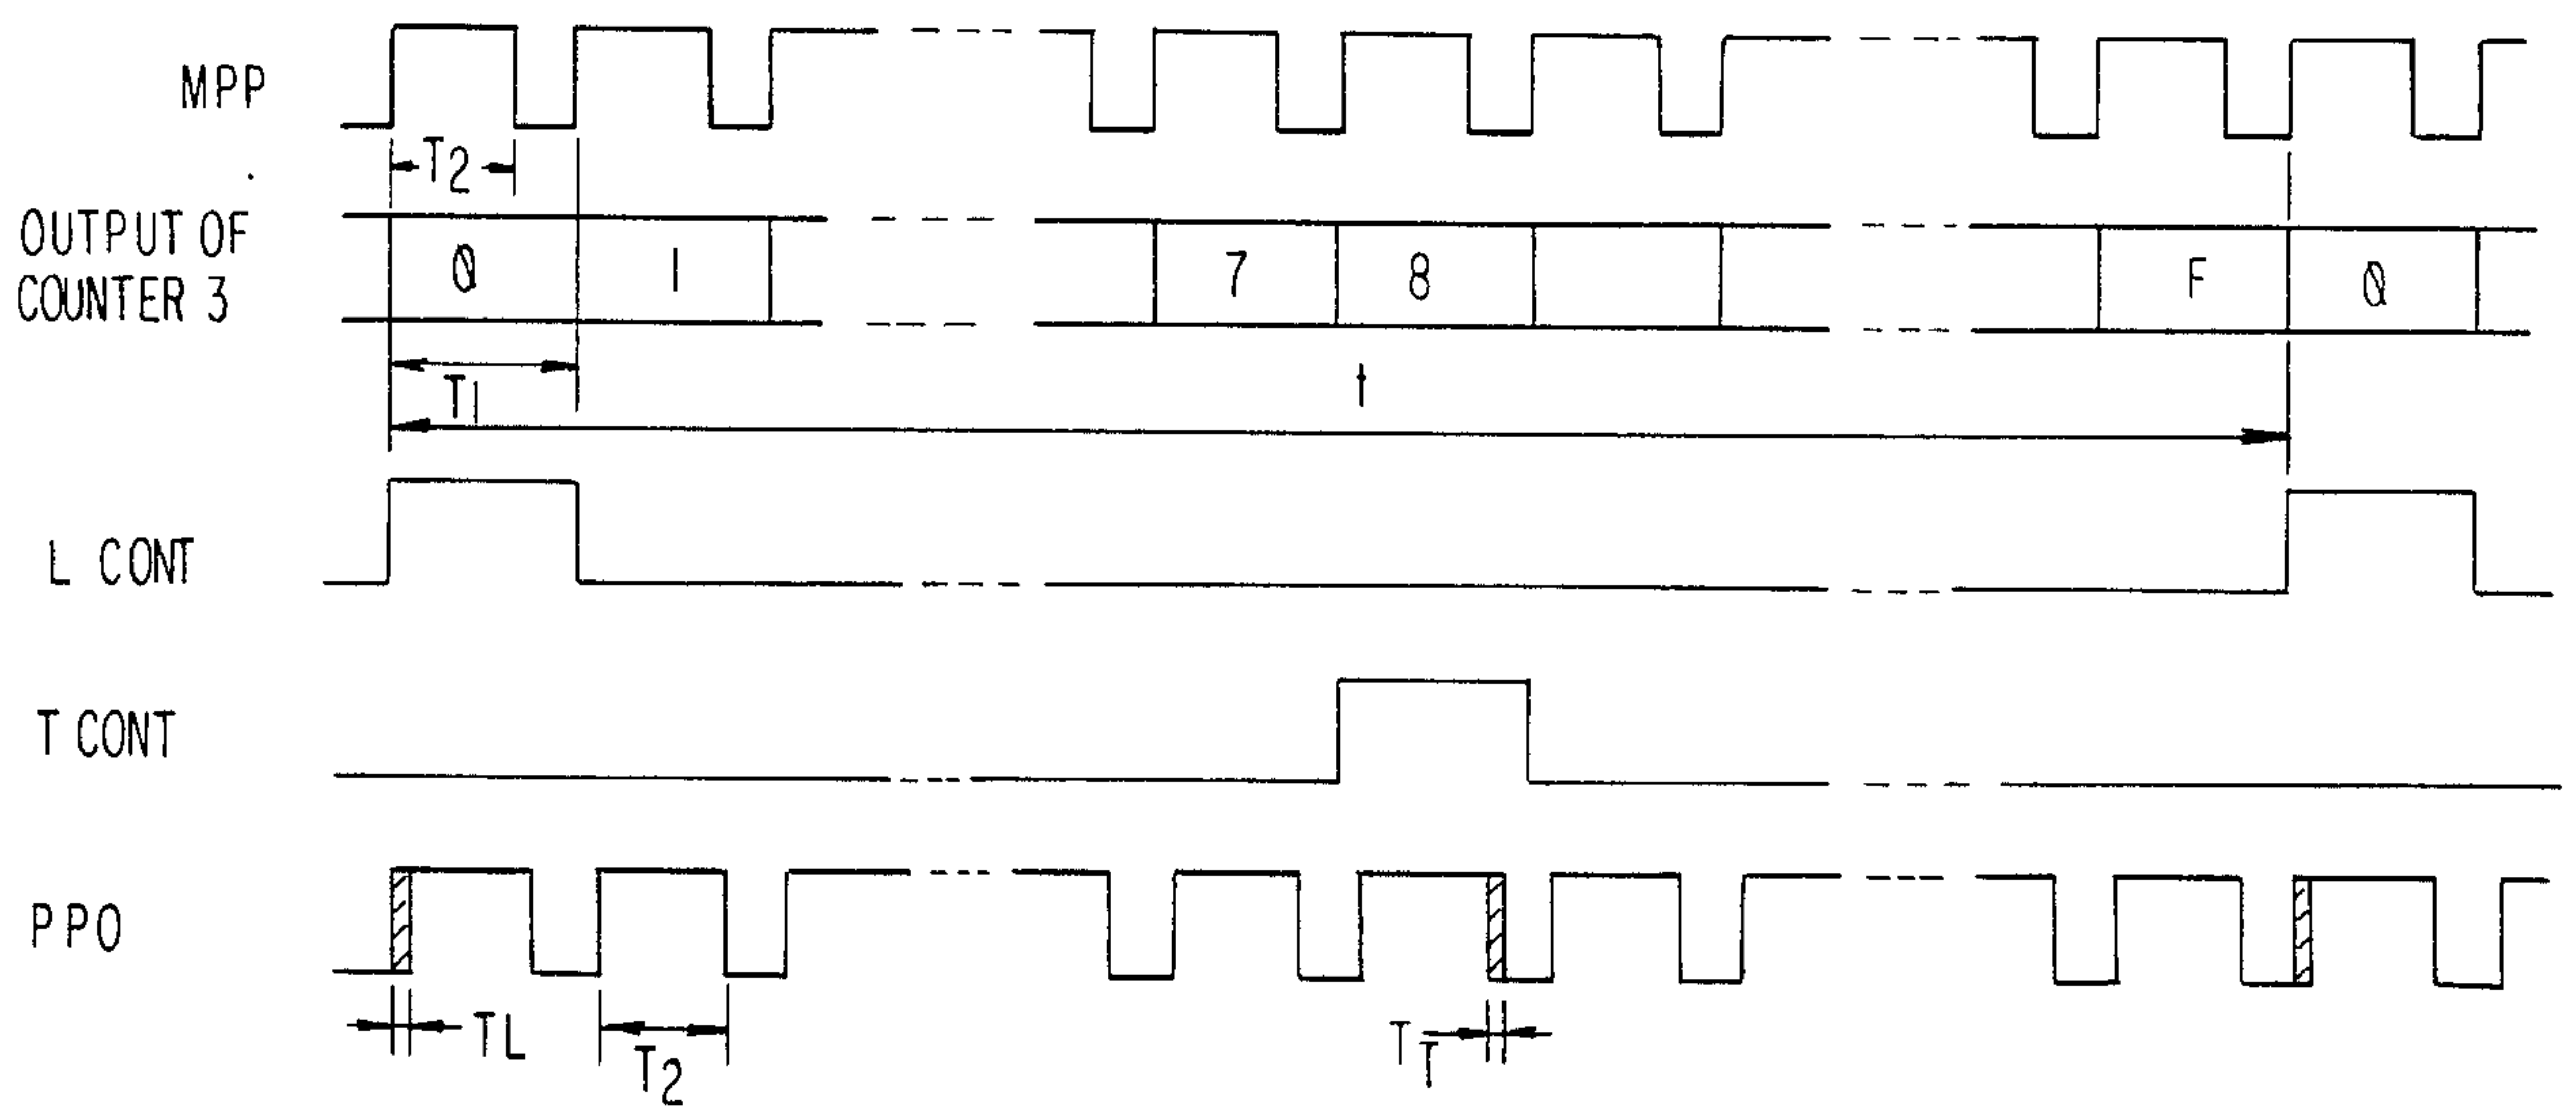 MPP
T2
OUTPUT OF
COUNTER 3
0 1 7 8 F 0
T1
t
L CONT
T CONT
PPO
TL
T2
TT